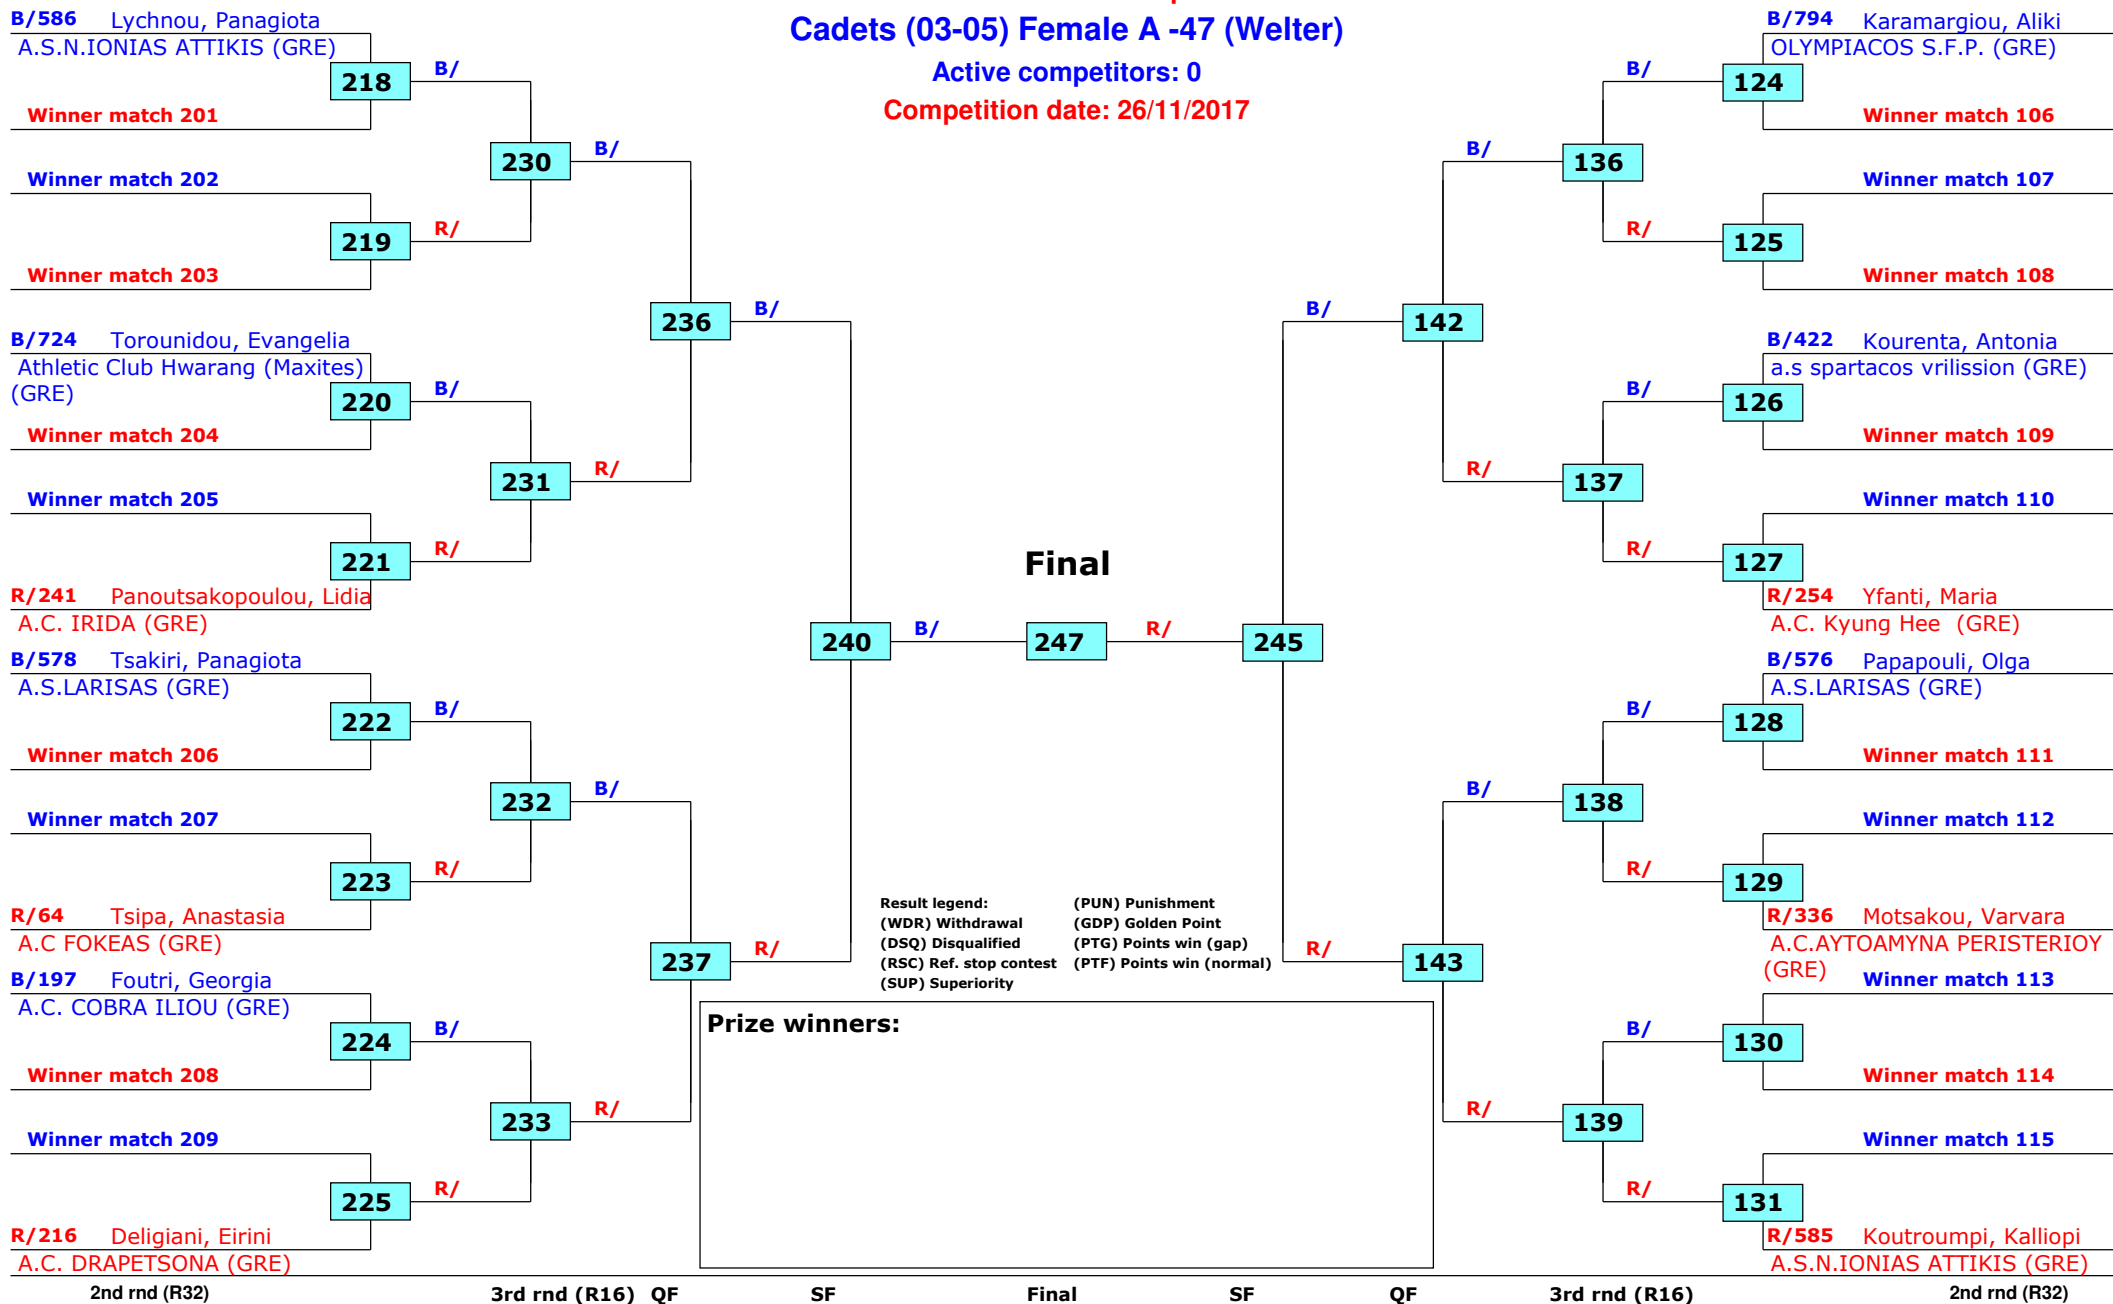 Cadets (03-05) Female A -47 (Welter)
Active competitors: 0
Competition date: 26/11/2017
B/586 Lychnou, Panagiota
A.S.N.IONIAS ATTIKIS (GRE)
218
B/
Winner match 201
230
B/
Winner match 202
219
R/
Winner match 203
236
B/
B/724 Torounidou, Evangelia
Athletic Club Hwarang (Maxites)
(GRE)
220
B/
Winner match 204
231
R/
Winner match 205
221
R/
R/241 Panoutsakopoulou, Lidia
A.C. IRIDA (GRE)
240
B/
B/578 Tsakiri, Panagiota
A.S.LARISAS (GRE)
222
B/
Winner match 206
232
B/
Winner match 207
223
R/
R/64 Tsipa, Anastasia
A.C FOKEAS (GRE)
237
R/
B/197 Foutri, Georgia
A.C. COBRA ILIOU (GRE)
224
B/
Winner match 208
233
R/
Winner match 209
225
R/
R/216 Deligiani, Eirini
A.C. DRAPETSONA (GRE)
Final
247
R/
245
B/794 Karamargiou, Aliki
OLYMPIACOS S.F.P. (GRE)
B/
124
Winner match 106
B/
136
Winner match 107
R/
125
Winner match 108
B/
142
B/422 Kourenta, Antonia
a.s spartacos vrilission (GRE)
B/
126
Winner match 109
R/
137
Winner match 110
R/
127
R/254 Yfanti, Maria
A.C. Kyung Hee (GRE)
B/576 Papapouli, Olga
A.S.LARISAS (GRE)
B/
128
Winner match 111
B/
138
Winner match 112
R/
129
R/336 Motsakou, Varvara
A.C.AYTOAMYNA PERISTERIOY
(GRE)
R/
143
Winner match 113
B/
130
Winner match 114
R/
139
Winner match 115
R/
131
R/585 Koutroumpi, Kalliopi
A.S.N.IONIAS ATTIKIS (GRE)
Result legend: (PUN) Punishment
(WDR) Withdrawal (GDP) Golden Point
(DSQ) Disqualified (PTG) Points win (gap)
(RSC) Ref. stop contest (PTF) Points win (normal)
(SUP) Superiority
Prize winners:
2nd rnd (R32) 3rd rnd (R16) QF SF Final SF QF 3rd rnd (R16) 2nd rnd (R32)